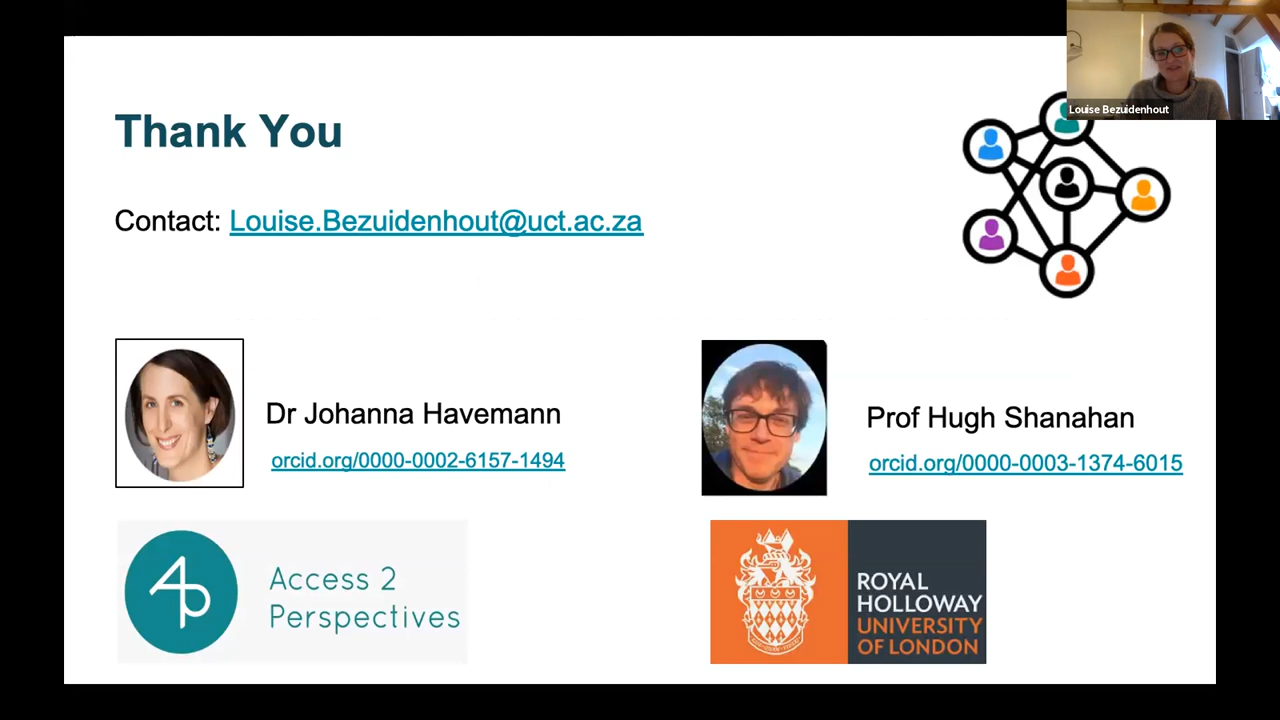 Louise Bezuidenhout
Thank You
Contact: Louise.Bezuidenhout@uct.ac.za
Dr Johanna Havemann
orcid.org/0000-0002-6157-1494
Prof Hugh Shanahan
orcid.org/0000-0003-1374-6015
Access 2
Perspectives
ROYAL
HOLLOWAY
UNIVERSITY
OF LONDON